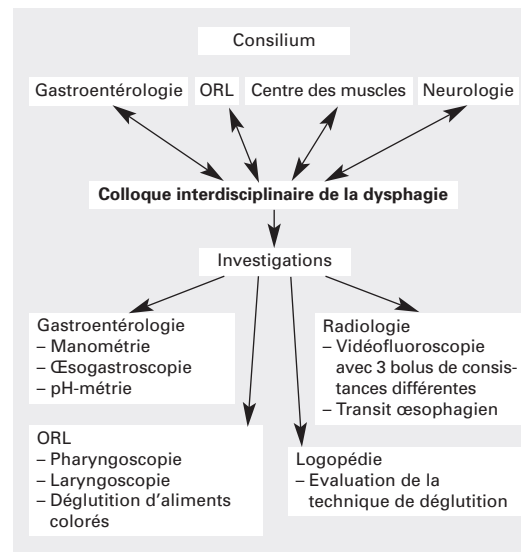 Consilium
Gastroentérologie ORL Centre des muscles Neurologie
Colloque interdisciplinaire de la dysphagie
Investigations
Gastroentérologie
– Manométrie
– Œsogastroscopie
– pH-métrie
Radiologie
– Vidéofluoroscopie
avec 3 bolus de consis-
tances différentes
– Transit œsophagien
ORL
– Pharyngoscopie
– Laryngoscopie
– Déglutition d’aliments
colorés
Logopédie
– Evaluation de la
technique de déglutition